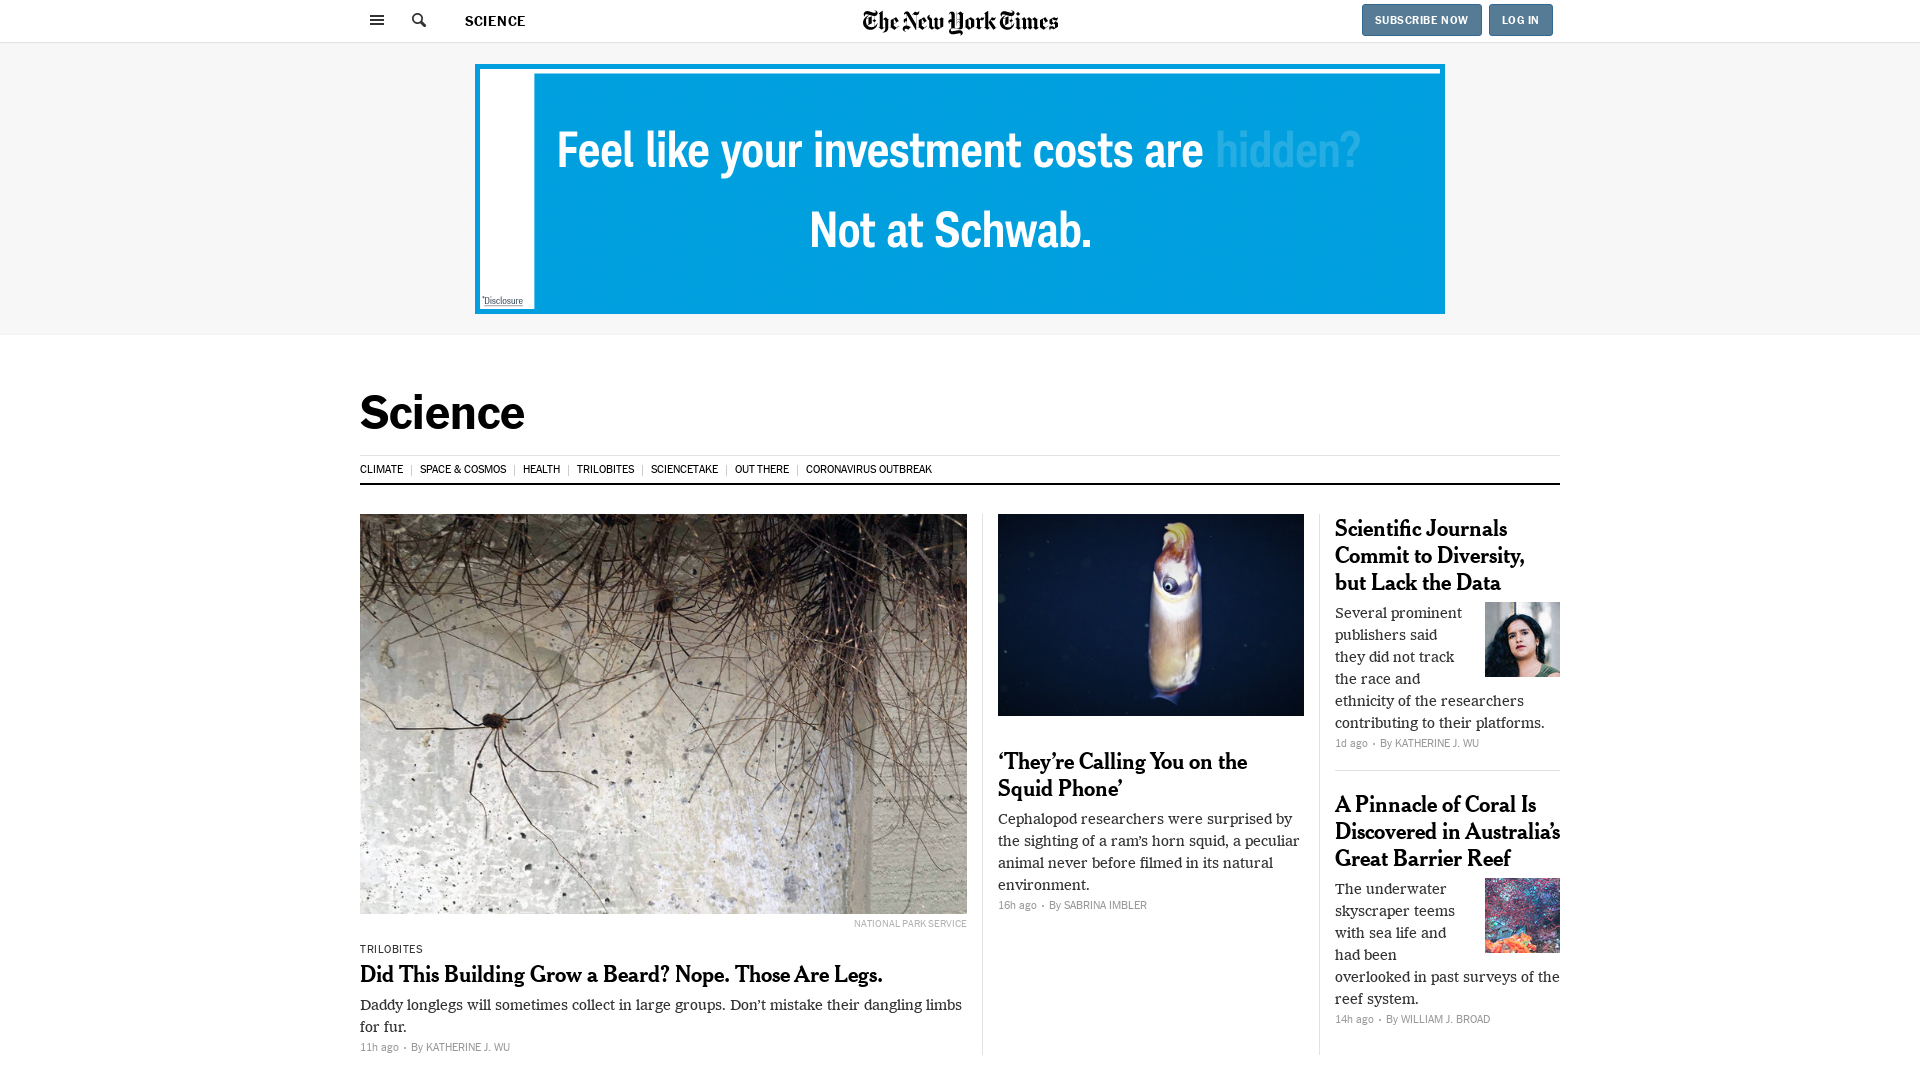 SCIENCE
The New York Times
SUBSCRIBE NOW
LOG IN
Feel like your investment costs are hidden?
Not at Schwab.
*Disclosure
Science
CLIMATE
SPACE & COSMOS
HEALTH
TRILOBITES
SCIENCETAKE
OUT THERE
CORONAVIRUS OUTBREAK
NATIONAL PARK SERVICE
TRILOBITES
Did This Building Grow a Beard? Nope. Those Are Legs.
Daddy longlegs will sometimes collect in large groups. Don’t mistake their dangling limbs
for fur.
11h ago • By KATHERINE J. WU
‘They’re Calling You on the
Squid Phone’
Cephalopod researchers were surprised by
the sighting of a ram’s horn squid, a peculiar
animal never before filmed in its natural
environment.
16h ago • By SABRINA IMBLER
Scientific Journals
Commit to Diversity,
but Lack the Data
Several prominent
publishers said
they did not track
the race and
ethnicity of the researchers
contributing to their platforms.
1d ago • By KATHERINE J. WU
A Pinnacle of Coral Is
Discovered in Australia’s
Great Barrier Reef
The underwater
skyscraper teems
with sea life and
had been
overlooked in past surveys of the
reef system.
14h ago • By WILLIAM J. BROAD